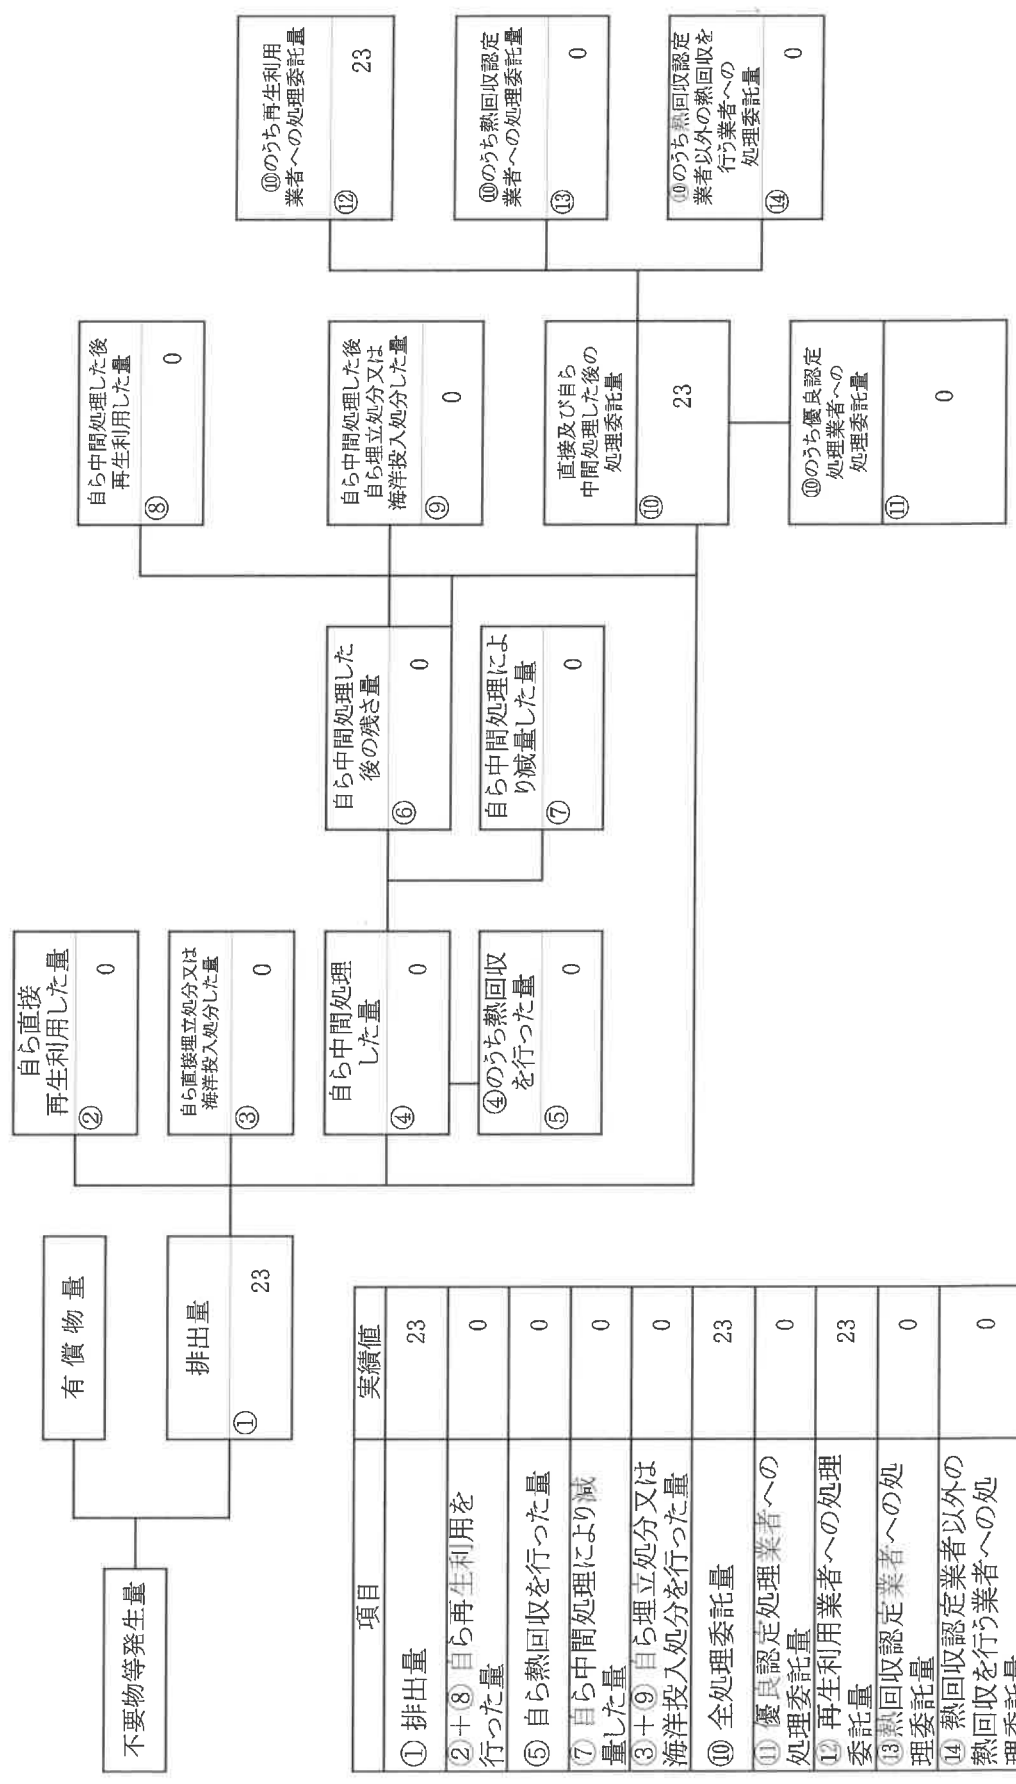 不要物等発生量
有償物量
排出量
①
23
自ら直接
再生利用した量
②
0
自ら直接埋立処分又は
海洋投入処分した量
③
0
自ら中間処理
した量
④
0
④のうち熱回収
を行った量
⑤
0
自ら中間処理した
後の残さ量
⑥
0
自ら中間処理によ
り減量した量
⑦
0
自ら中間処理した後
再生利用した量
⑧
0
自ら中間処理した後
自ら埋立処分又は
海洋投入処分した量
⑨
0
直接及び自ら
中間処理した後の
処理委託量
⑩
23
⑩のうち優良認定
処理業者への
処理委託量
⑪
0
⑩のうち再生利用
業者への処理委託量
⑫
23
⑩のうち熱回収認定
業者への処理委託量
⑬
0
⑩のうち熱回収認定
業者以外の熱回収を
行う業者への
処理委託量
⑭
0
項目 実績値
① 排出量 23
②+⑧ 自ら再生利用を
行った量 0
⑤ 自ら熱回収を行った量 0
⑦ 自ら中間処理により減
量した量 0
③+⑨ 自ら埋立処分又は
海洋投入処分を行った量 0
⑩ 全処理委託量 23
⑪ 優良認定処理業者への
処理委託量 0
⑫ 再生利用業者への処理
委託量 23
⑬熱回収認定業者への処
理委託量 0
⑭ 熱回収認定業者以外の
熱回収を行う業者への処
理委託量 0